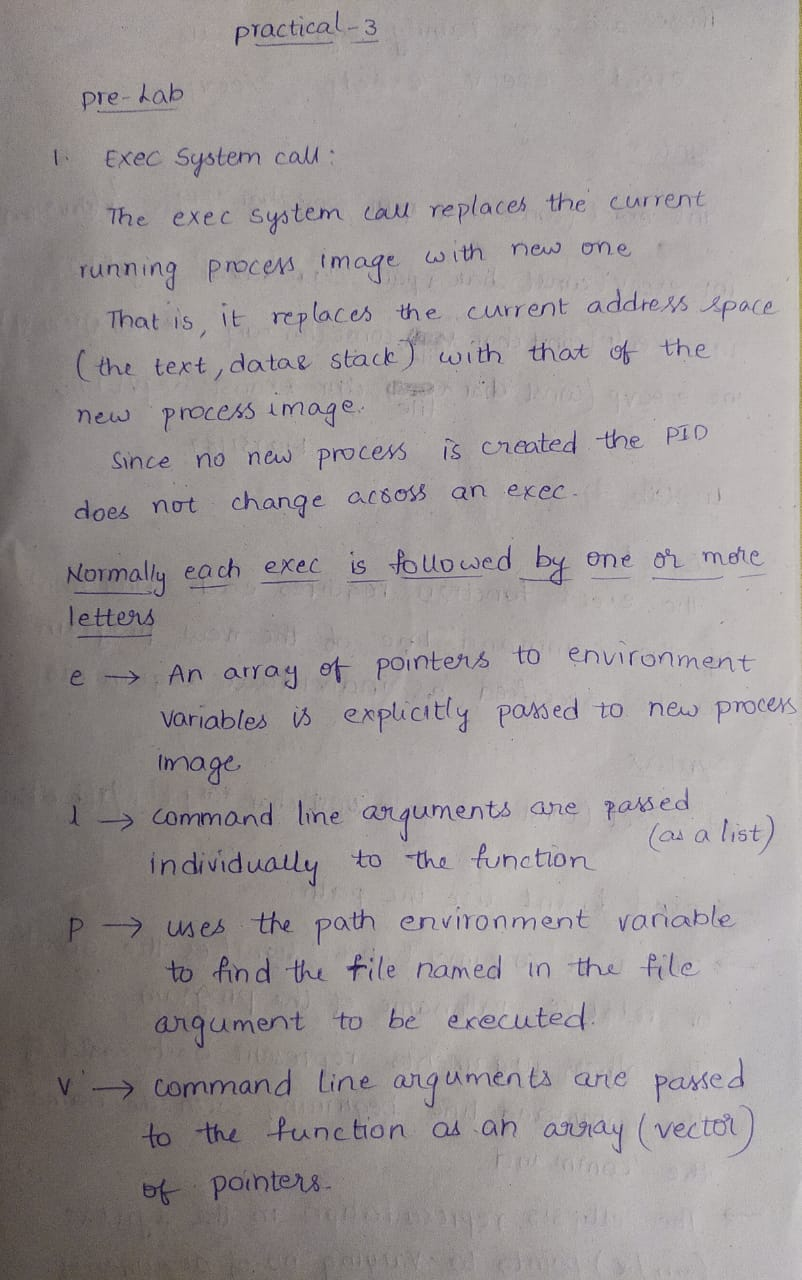 practical-3
pre-Lab
1. Exec System call :
The exec system call replaces the current
running process image with new one
That is, it replaces the current address space
(the text, data & stack) with that of the
new process image.
Since no new process is created the PID
does not change across an exec.
Normally each exec is followed by one or more
letters
e → An array of pointers to environment
variables is explicitly passed to new process
image
l → command line arguments are passed
(as a list)
individually to the function
p → uses the path environment variable
to find the file named in the file
argument to be executed.
v → command line arguments are passed
to the function as an array (vector)
of pointers.